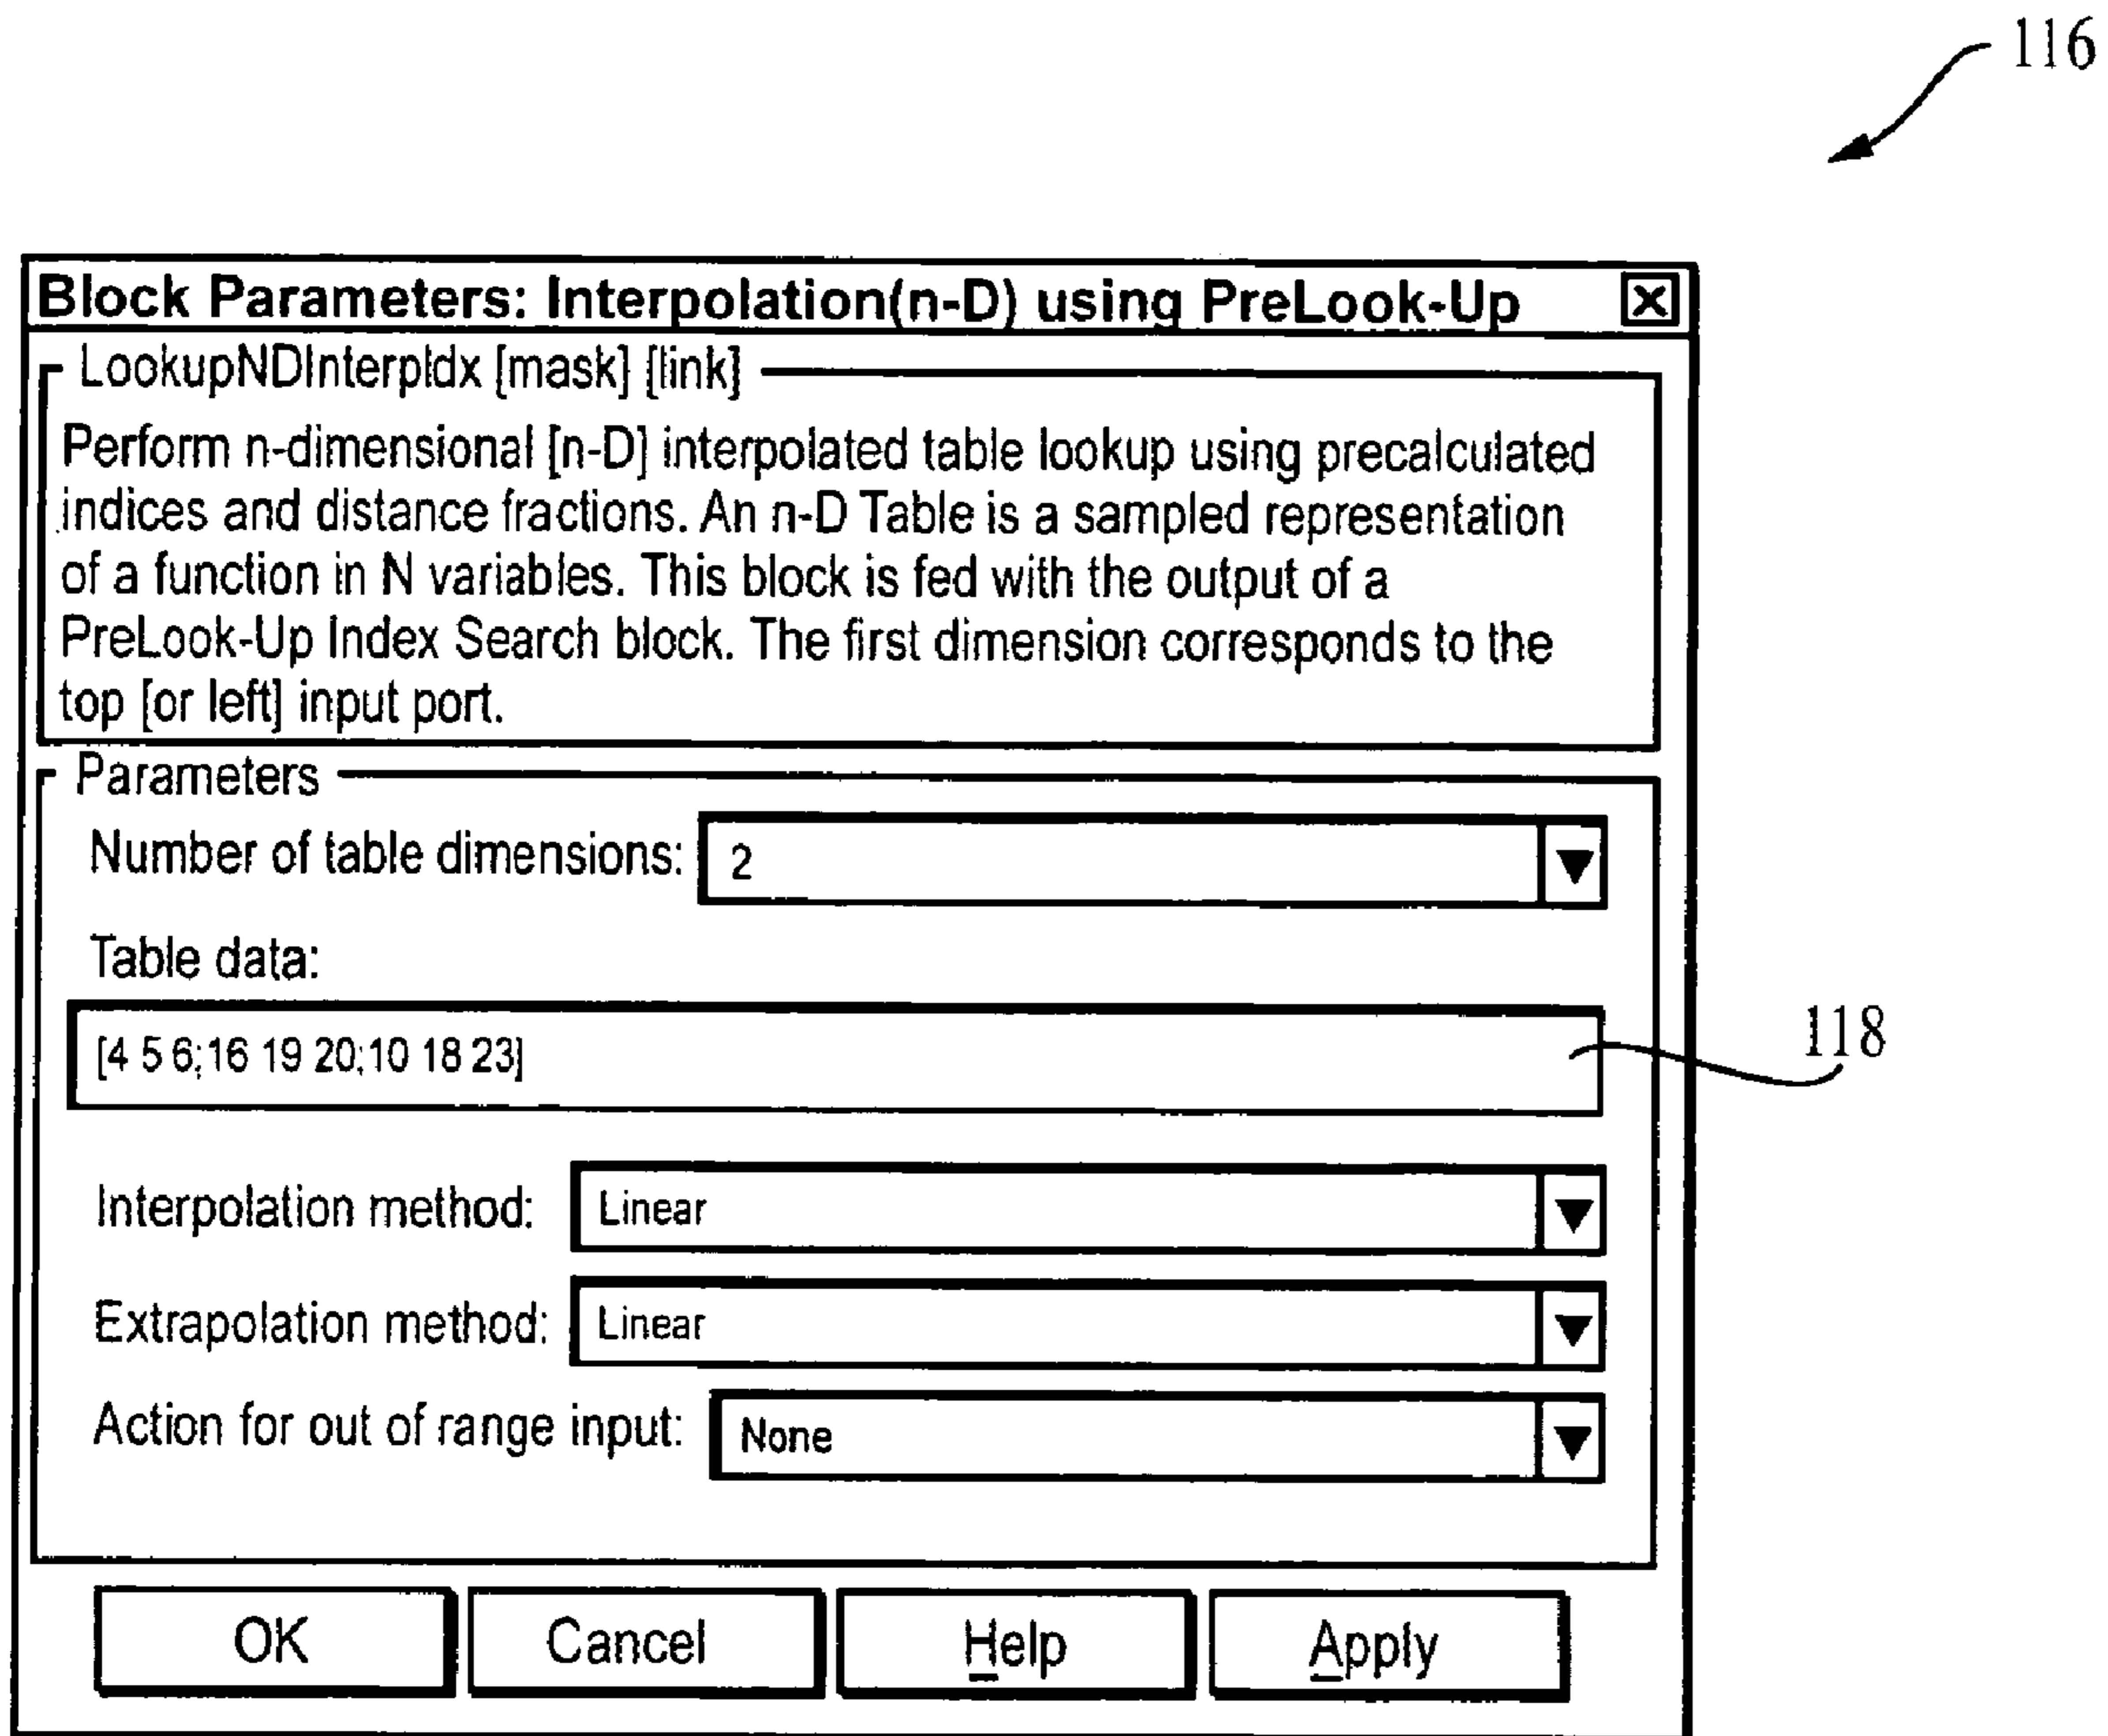 116
Block Parameters: Interpolation(n-D) using PreLook-Up
LookupNDInterpIdx [mask] [link]
Perform n-dimensional [n-D] interpolated table lookup using precalculated
indices and distance fractions. An n-D Table is a sampled representation
of a function in N variables. This block is fed with the output of a
PreLook-Up Index Search block. The first dimension corresponds to the
top [or left] input port.
Parameters
Number of table dimensions: 2
Table data:
[4 5 6;16 19 20;10 18 23]
118
Interpolation method: Linear
Extrapolation method: Linear
Action for out of range input: None
OK Cancel Help Apply